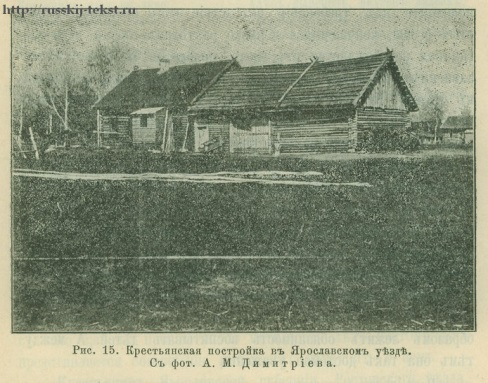 http://russkij-tekst.ru
Рис. 15. Крестьянская постройка въ Ярославскомъ уѣздѣ.
Съ фот. А. М. Димитріева.